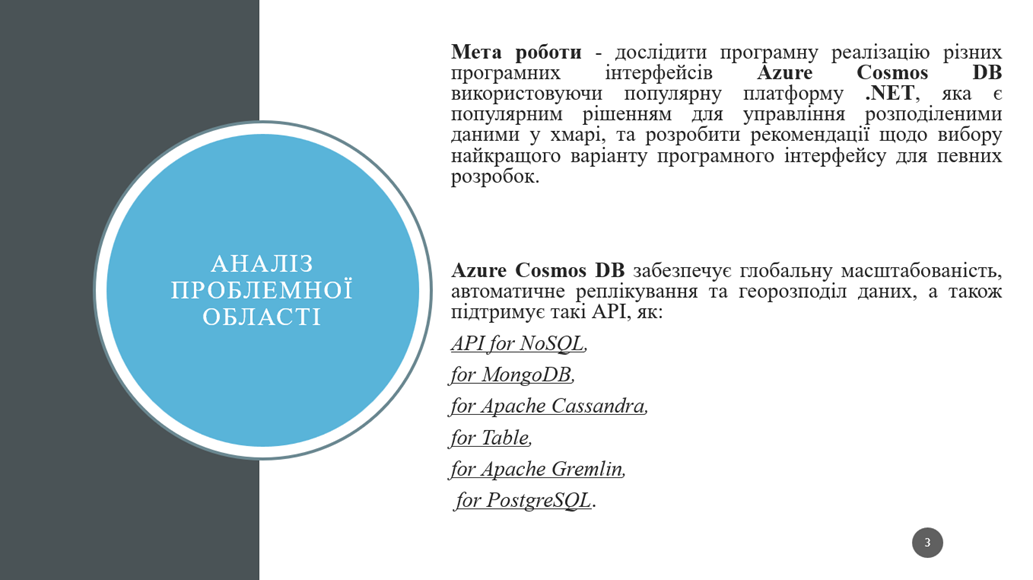 АНАЛІЗ
ПРОБЛЕМНОЇ
ОБЛАСТІ
Мета роботи - дослідити програмну реалізацію різних
програмних інтерфейсів Azure Cosmos DB
використовуючи популярну платформу .NET, яка є
популярним рішенням для управління розподіленими
даними у хмарі, та розробити рекомендації щодо вибору
найкращого варіанту програмного інтерфейсу для певних
розробок.
Azure Cosmos DB забезпечує глобальну масштабованість,
автоматичне реплікування та георозподіл даних, а також
підтримує такі API, як:
API for NoSQL,
for MongoDB,
for Apache Cassandra,
for Table,
for Apache Gremlin,
for PostgreSQL.
3